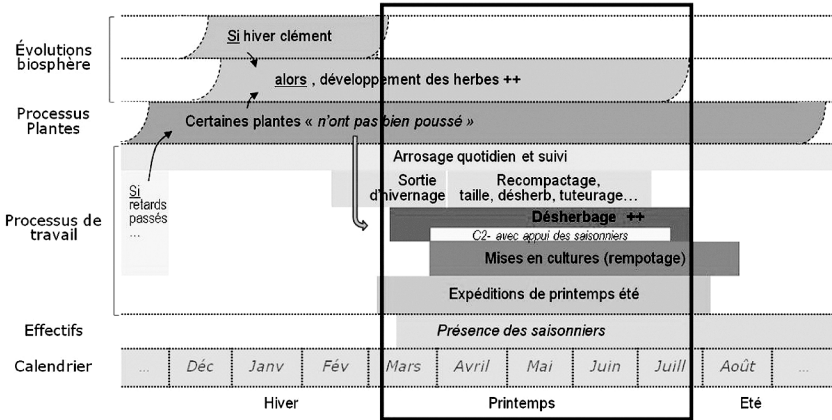 Évolutions
biosphère
Si hiver clément
alors , développement des herbes ++
Processus
Plantes
Certaines plantes « n'ont pas bien poussé »
Processus de
travail
Arrosage quotidien et suivi
Si
retards
passés
...
Sortie
d'hivernage
Recompactage,
taille, désherb, tuteurage…
Désherbage ++
C2- avec appui des saisonniers
Mises en cultures (rempotage)
Expéditions de printemps été
Effectifs
Présence des saisonniers
Calendrier
... Déc Janv Fév Mars Avril Mai Juin Juill Août ...
Hiver Printemps Eté